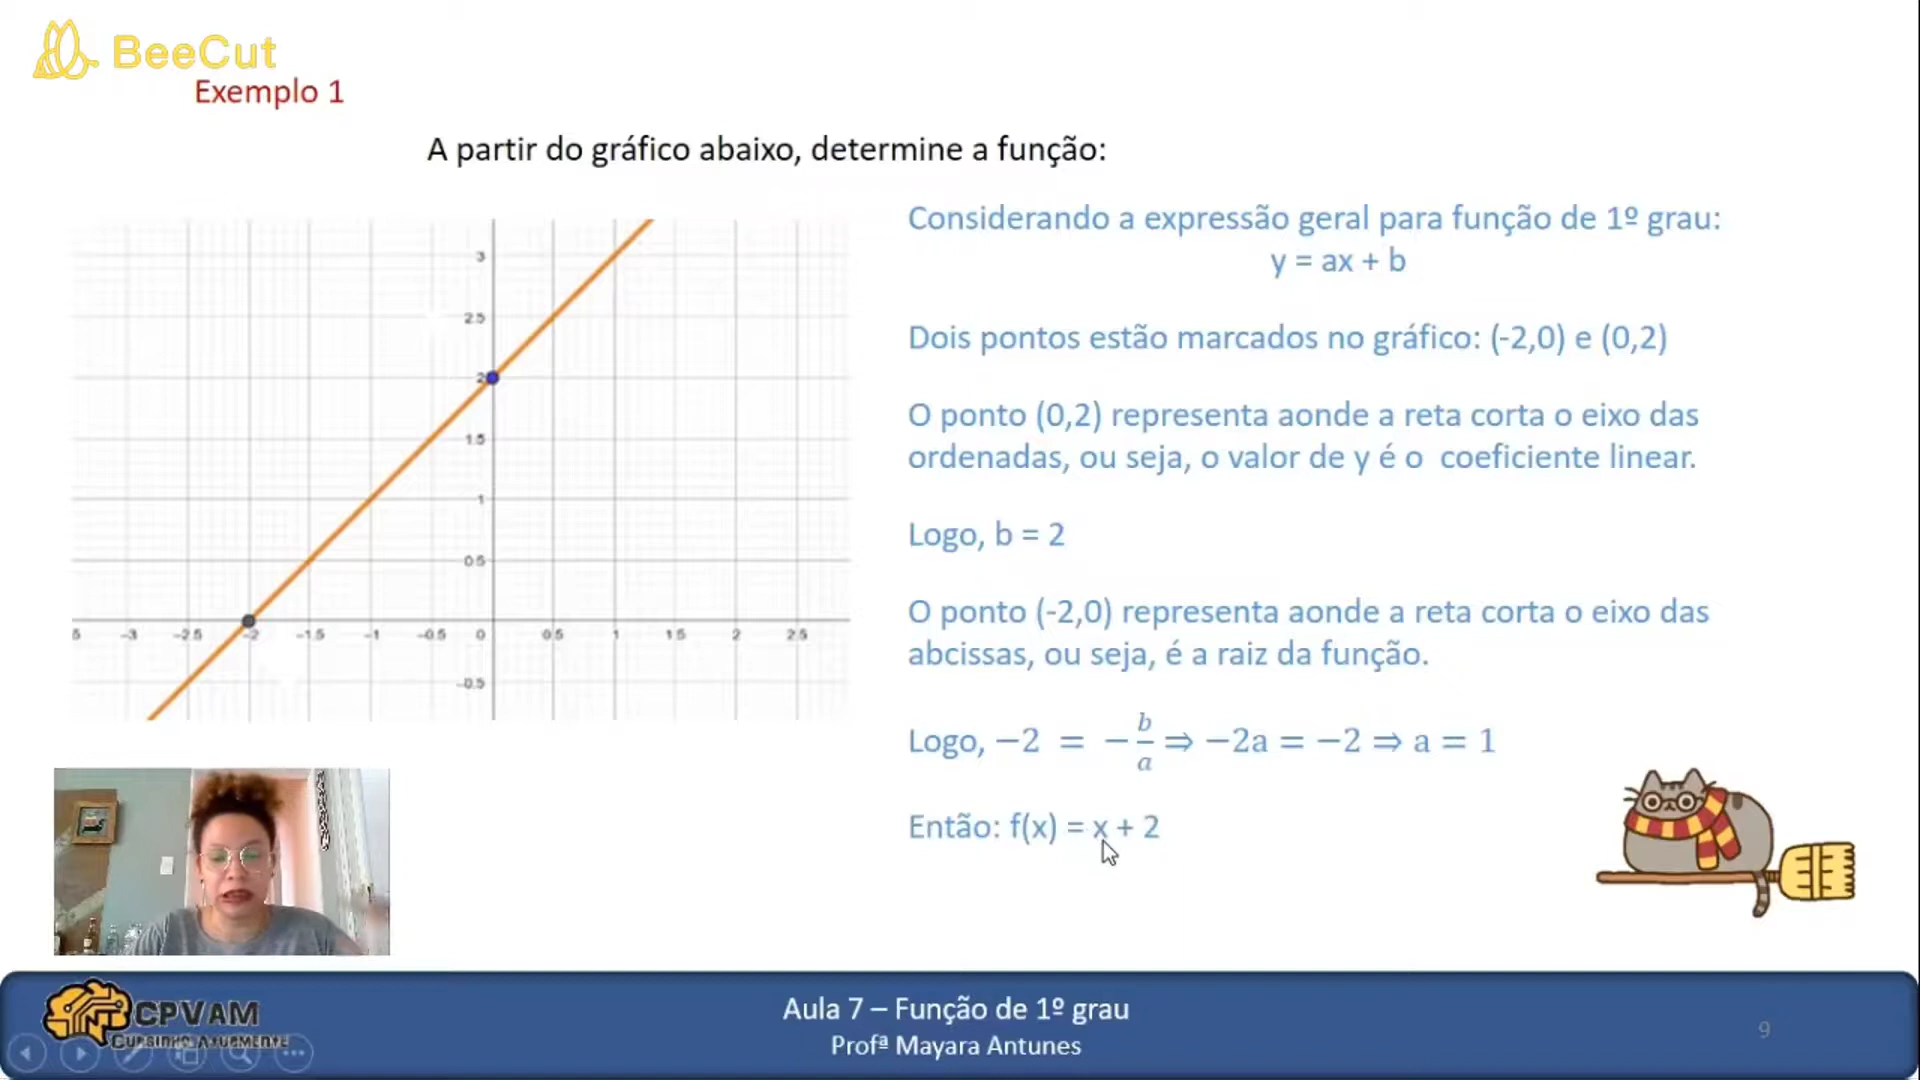 BeeCut
Exemplo 1
A partir do gráfico abaixo, determine a função:
Considerando a expressão geral para função de 1º grau:
y = ax + b
Dois pontos estão marcados no gráfico: (-2,0) e (0,2)
O ponto (0,2) representa aonde a reta corta o eixo das
ordenadas, ou seja, o valor de y é o coeficiente linear.
Logo, b = 2
O ponto (-2,0) representa aonde a reta corta o eixo das
abcissas, ou seja, é a raiz da função.
Logo, −2 = −b/a ⇒ −2a = −2 ⇒ a = 1
Então: f(x) = x + 2
3
2.5
2
1.5
1
0.5
5 -3 -2.5 -2 -1.5 -1 -0.5 0 0.5 1 1.5 2 2.5
-0.5
CPVAM
CURSINHO AYUMENTE
Aula 7 – Função de 1º grau
Profª Mayara Antunes
9